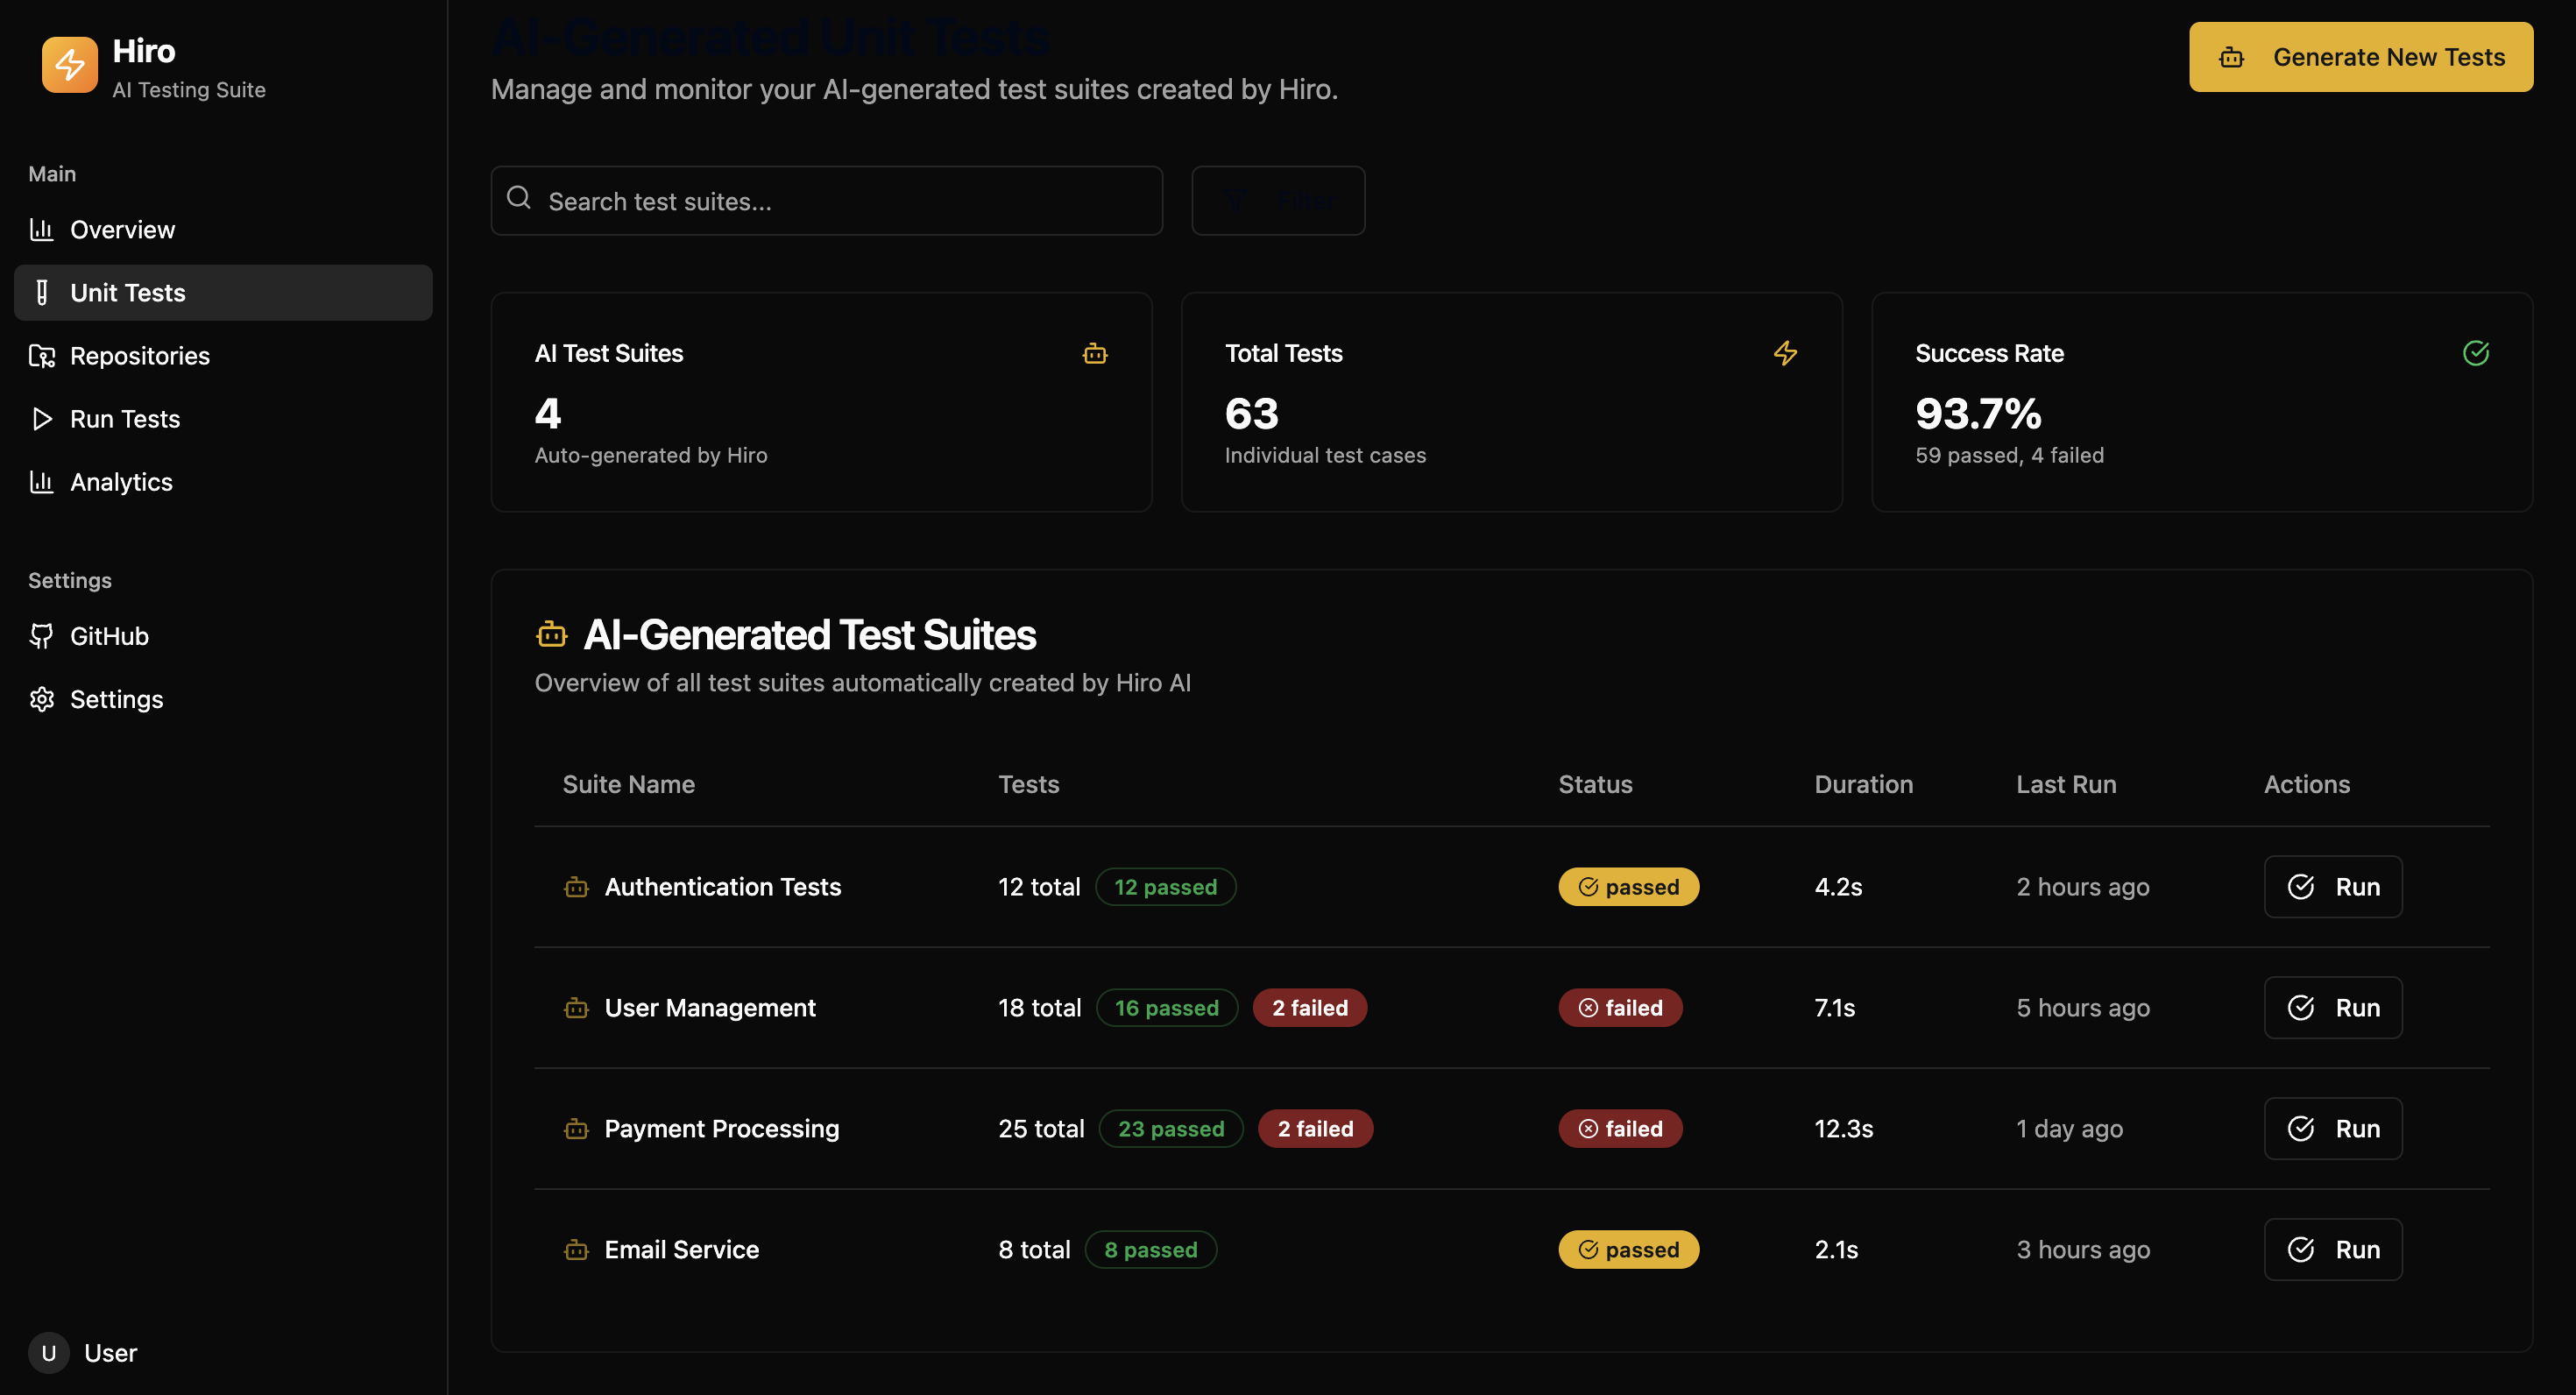 Hiro
AI Testing Suite
Main
Overview
Unit Tests
Repositories
Run Tests
Analytics
Settings
GitHub
Settings
U User
AI-Generated Unit Tests
Manage and monitor your AI-generated test suites created by Hiro.
Generate New Tests
Search test suites...
Filter
AI Test Suites
4
Auto-generated by Hiro
Total Tests
63
Individual test cases
Success Rate
93.7%
59 passed, 4 failed
AI-Generated Test Suites
Overview of all test suites automatically created by Hiro AI
Suite Name Tests Status Duration Last Run Actions
Authentication Tests 12 total 12 passed passed 4.2s 2 hours ago Run
User Management 18 total 16 passed 2 failed failed 7.1s 5 hours ago Run
Payment Processing 25 total 23 passed 2 failed failed 12.3s 1 day ago Run
Email Service 8 total 8 passed passed 2.1s 3 hours ago Run